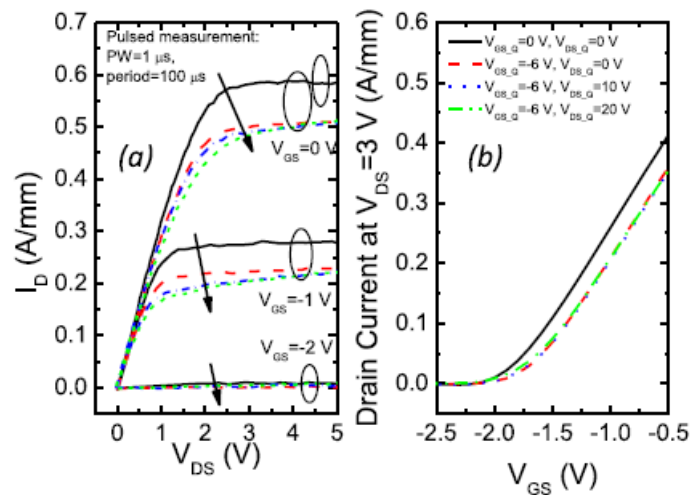 Pulsed measurement:
PW=1 μs,
period=100 μs
(a)
V_GS=0 V
V_GS=-1 V
V_GS=-2 V
0.7
0.6
0.5
0.4
0.3
0.2
0.1
0.0
I_D (A/mm)
0 1 2 3 4 5
V_DS (V)
V_GS_Q=0 V, V_DS_Q=0 V
V_GS_Q=-6 V, V_DS_Q=0 V
V_GS_Q=-6 V, V_DS_Q=10 V
V_GS_Q=-6 V, V_DS_Q=20 V
(b)
0.6
0.5
0.4
0.3
0.2
0.1
0.0
Drain Current at V_DS=3 V (A/mm)
-2.5 -2.0 -1.5 -1.0 -0.5
V_GS (V)